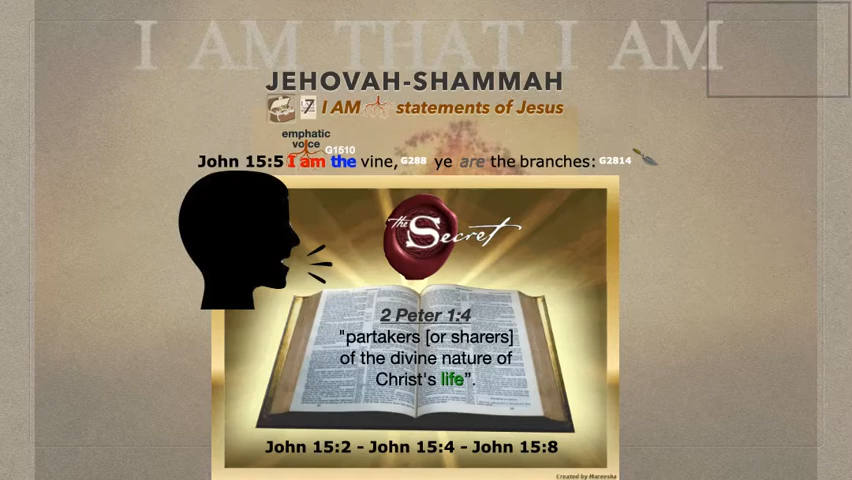 I AM THAT I AM
JEHOVAH-SHAMMAH
7 I AM statements of Jesus
emphatic
voice
G1510
John 15:5 I am the vine, G288 ye are the branches: G2814
the Secret
2 Peter 1:4
"partakers [or sharers]
of the divine nature of
Christ's life”.
John 15:2 - John 15:4 - John 15:8
Created by Mareesha